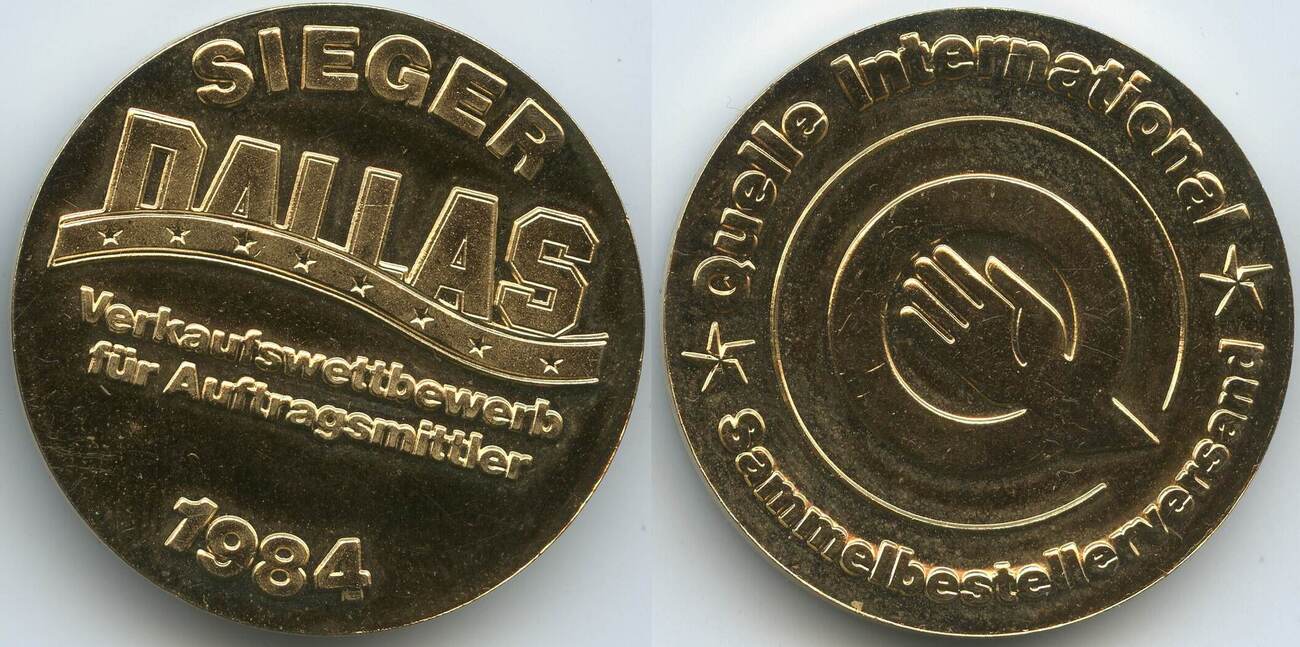 SIEGER
DALLAS
Verkaufswettbewerb
für Auftragsmittler
1984
Quelle International
Sammelbestellerversand